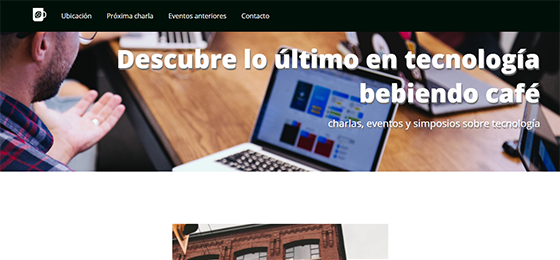 Ubicación
Próxima charla
Eventos anteriores
Contacto
Descubre lo último en tecnología
bebiendo café
charlas, eventos y simposios sobre tecnología